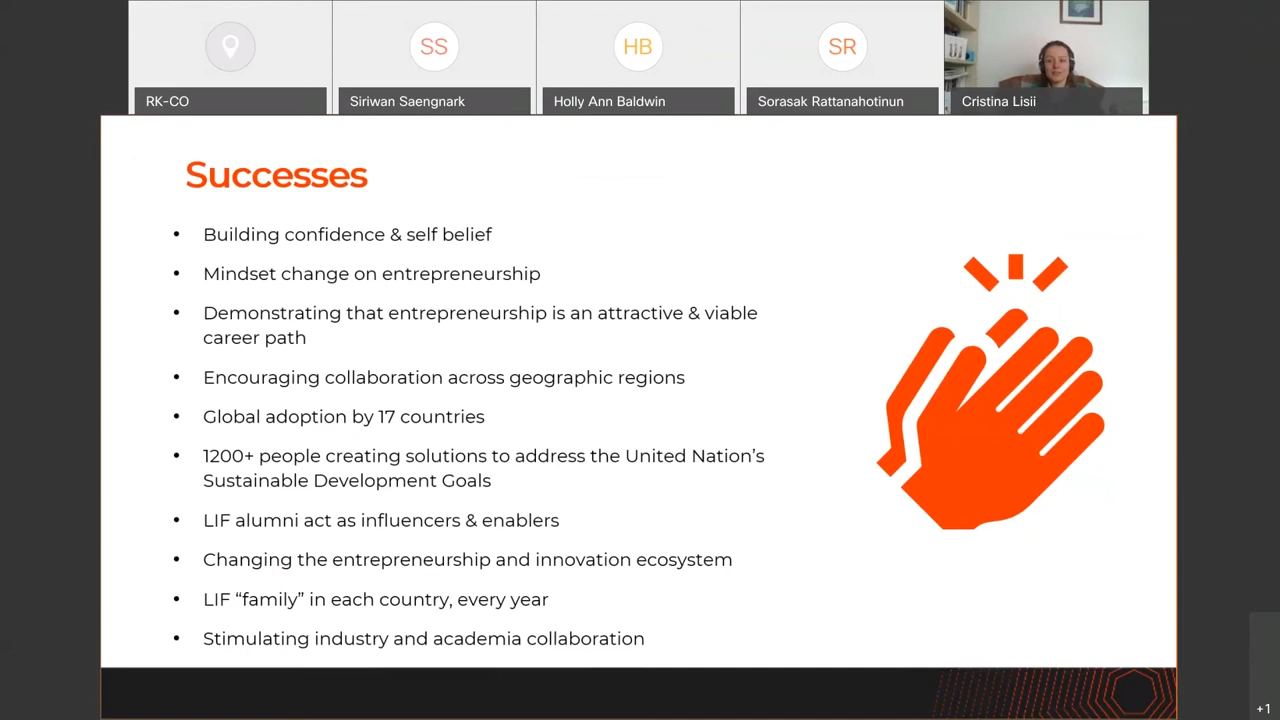 SS
HB
SR
RK-CO
Siriwan Saengnark
Holly Ann Baldwin
Sorasak Rattanahotinun
Cristina Lisii
Successes
• Building confidence & self belief
• Mindset change on entrepreneurship
• Demonstrating that entrepreneurship is an attractive & viable
career path
• Encouraging collaboration across geographic regions
• Global adoption by 17 countries
• 1200+ people creating solutions to address the United Nation’s
Sustainable Development Goals
• LIF alumni act as influencers & enablers
• Changing the entrepreneurship and innovation ecosystem
• LIF “family” in each country, every year
• Stimulating industry and academia collaboration
+1